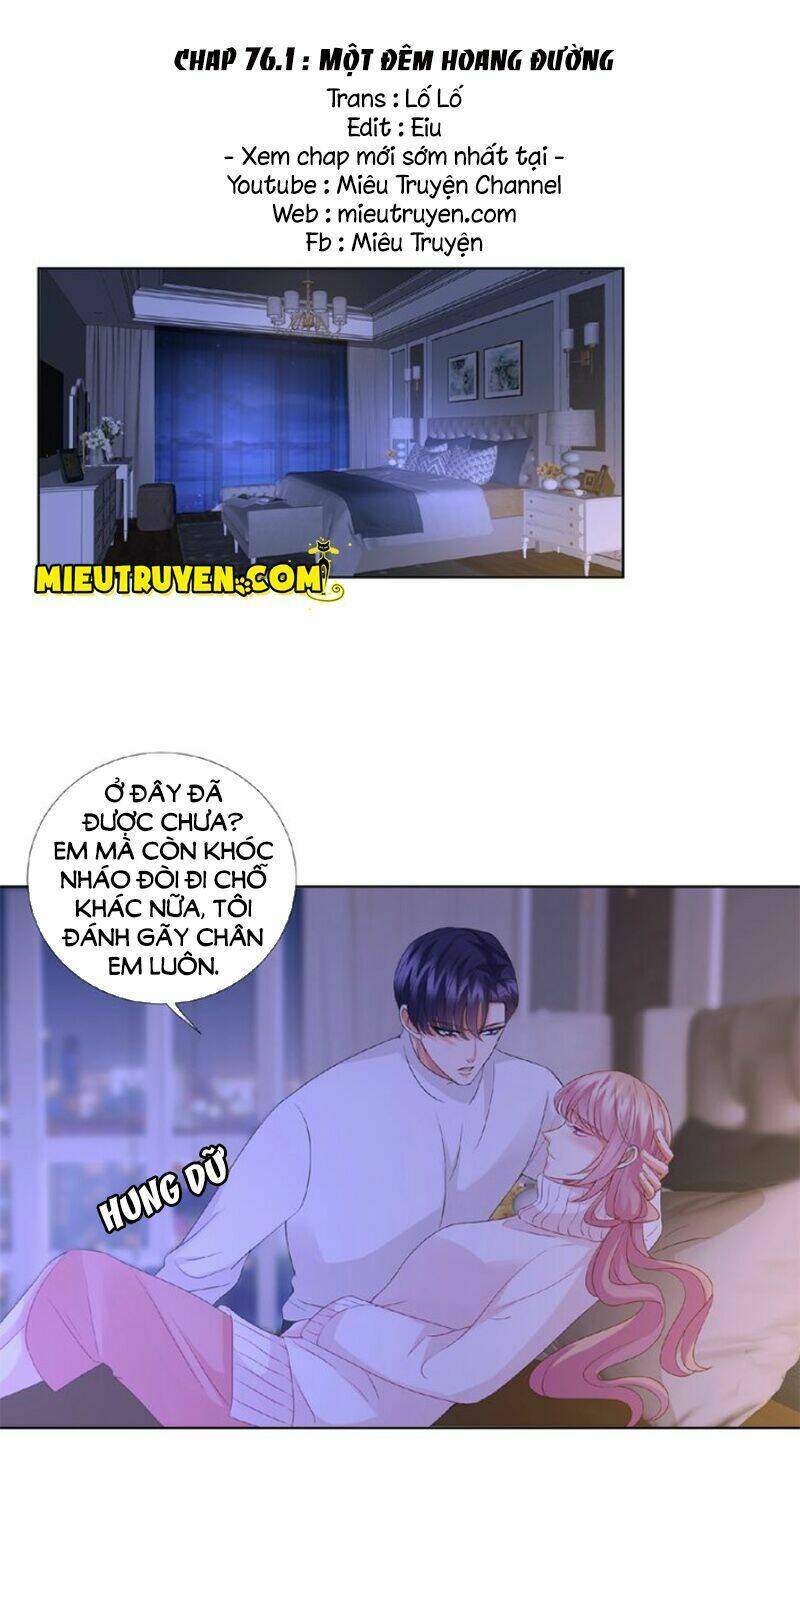 CHAP 76.1 : MỘT ĐÊM HOANG ĐƯỜNG
Trans : Lố Lố
Edit : Eiu
- Xem chap mới sớm nhất tại -
Youtube : Miêu Truyện Channel
Web : mieutruyen.com
Fb : Miêu Truyện
MIEUTRUYEN.COM
Ở ĐÂY ĐÃ
ĐƯỢC CHƯA?
EM MÀ CÒN KHÓC
NHÁO ĐÒI ĐI CHỖ
KHÁC NỮA, TÔI
ĐÁNH GÃY CHÂN
EM LUÔN.
HUNG DỮ